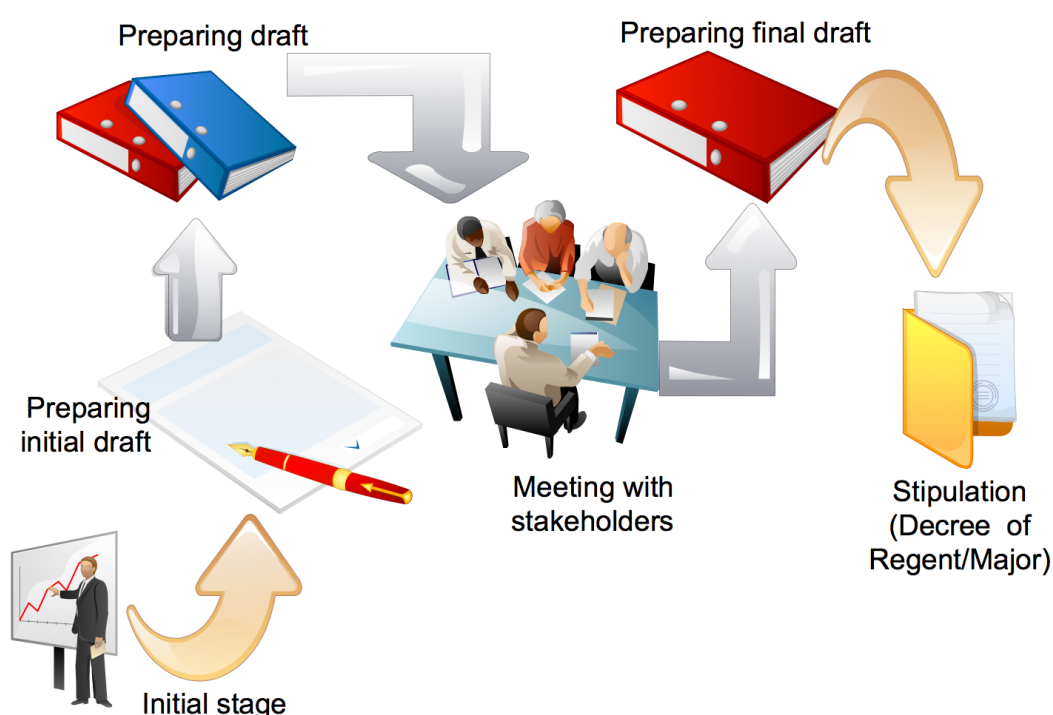 Preparing draft
Preparing final draft
Preparing
initial draft
Meeting with
stakeholders
Stipulation
(Decree of
Regent/Major)
Initial stage